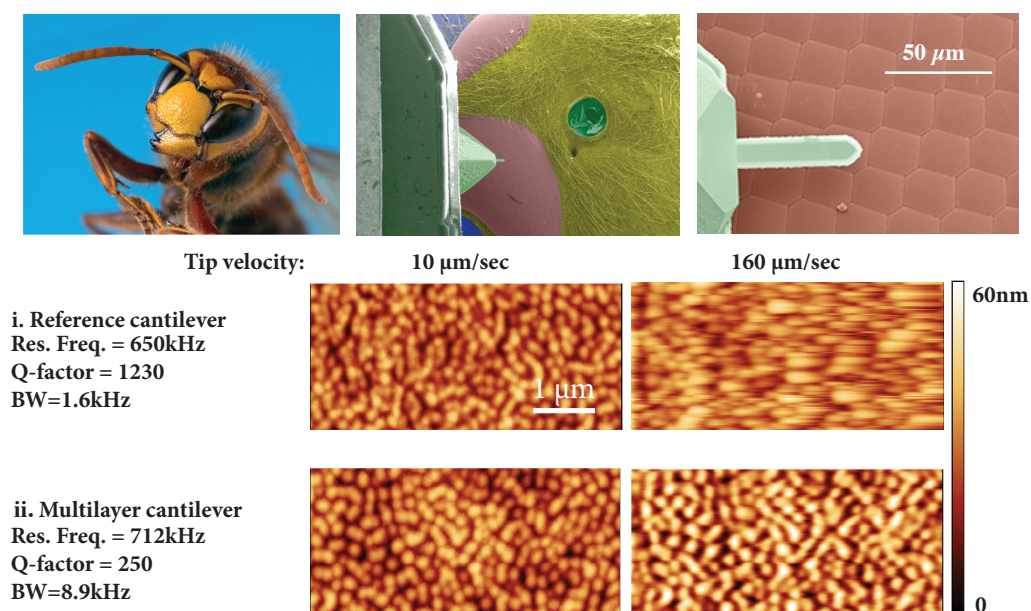 50 µm
Tip velocity: 10 µm/sec 160 µm/sec
i. Reference cantilever
Res. Freq. = 650kHz
Q-factor = 1230
BW=1.6kHz
1 µm
60nm
ii. Multilayer cantilever
Res. Freq. = 712kHz
Q-factor = 250
BW=8.9kHz
0